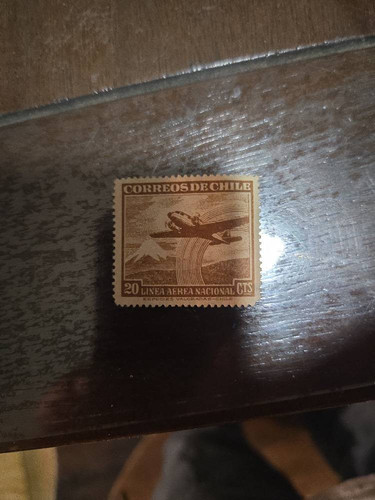 CORREOS DE CHILE
20 LINEA AEREA NACIONAL CTS